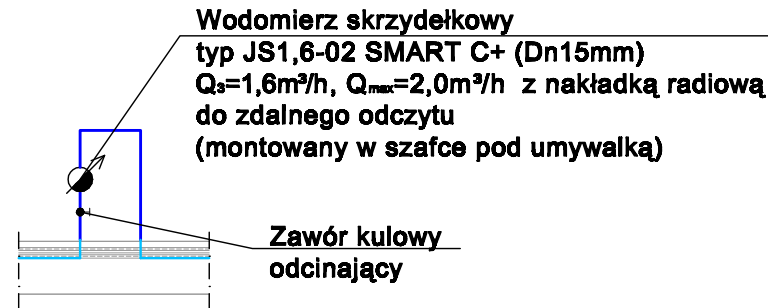 Wodomierz skrzydełkowy
typ JS1,6-02 SMART C+ (Dn15mm)
Q₃=1,6m³/h, Qₘₐₓ=2,0m³/h z nakładką radiową
do zdalnego odczytu
(montowany w szafce pod umywalką)
Zawór kulowy
odcinający